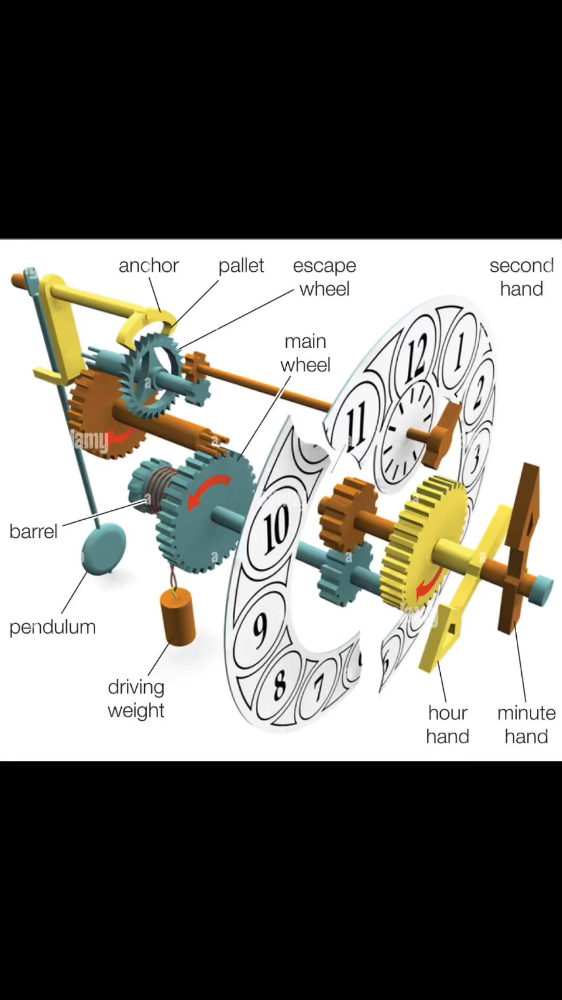 anchor
pallet
escape
wheel
second
hand
main
wheel
12
1
2
3
11
10
9
8
7
barrel
pendulum
driving
weight
hour
hand
minute
hand
lamy
a
a
a
a
a
a
a